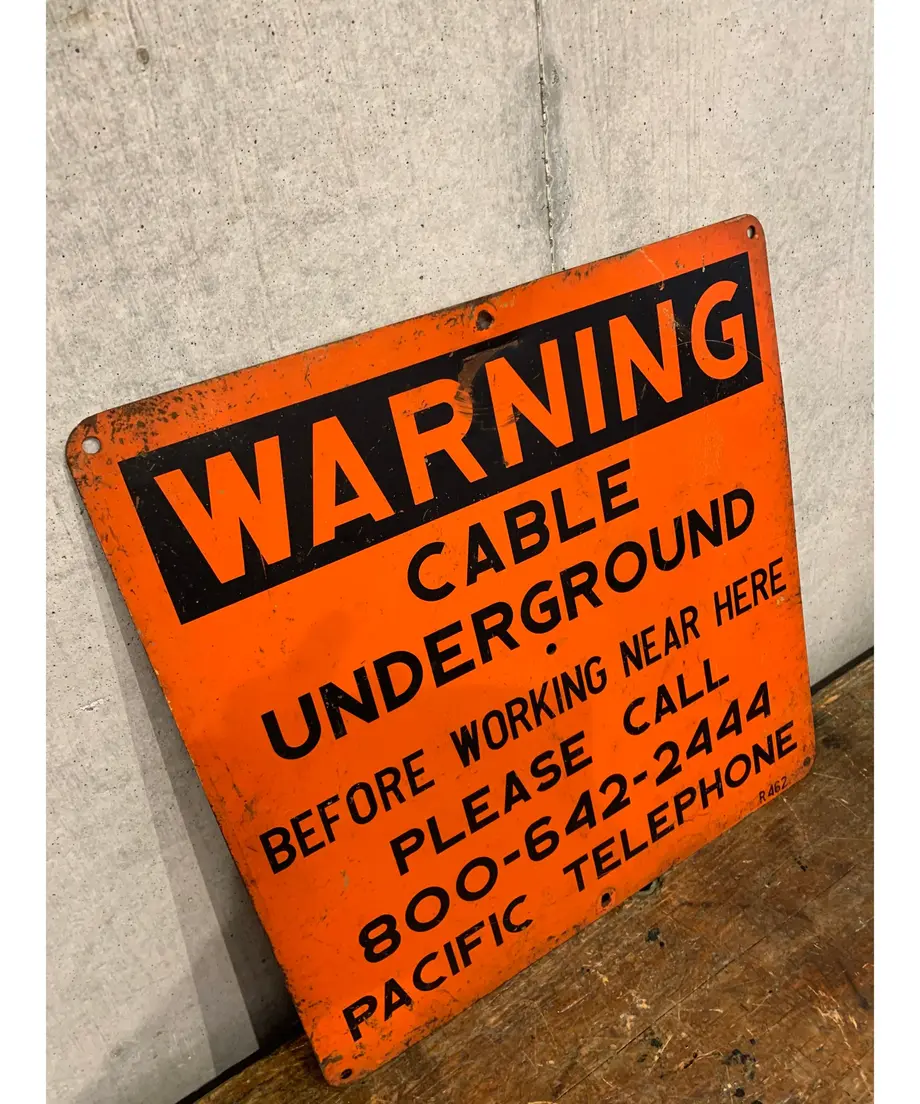 WARNING
CABLE
UNDERGROUND
BEFORE WORKING NEAR HERE
PLEASE CALL
800-642-2444
PACIFIC TELEPHONE
R462